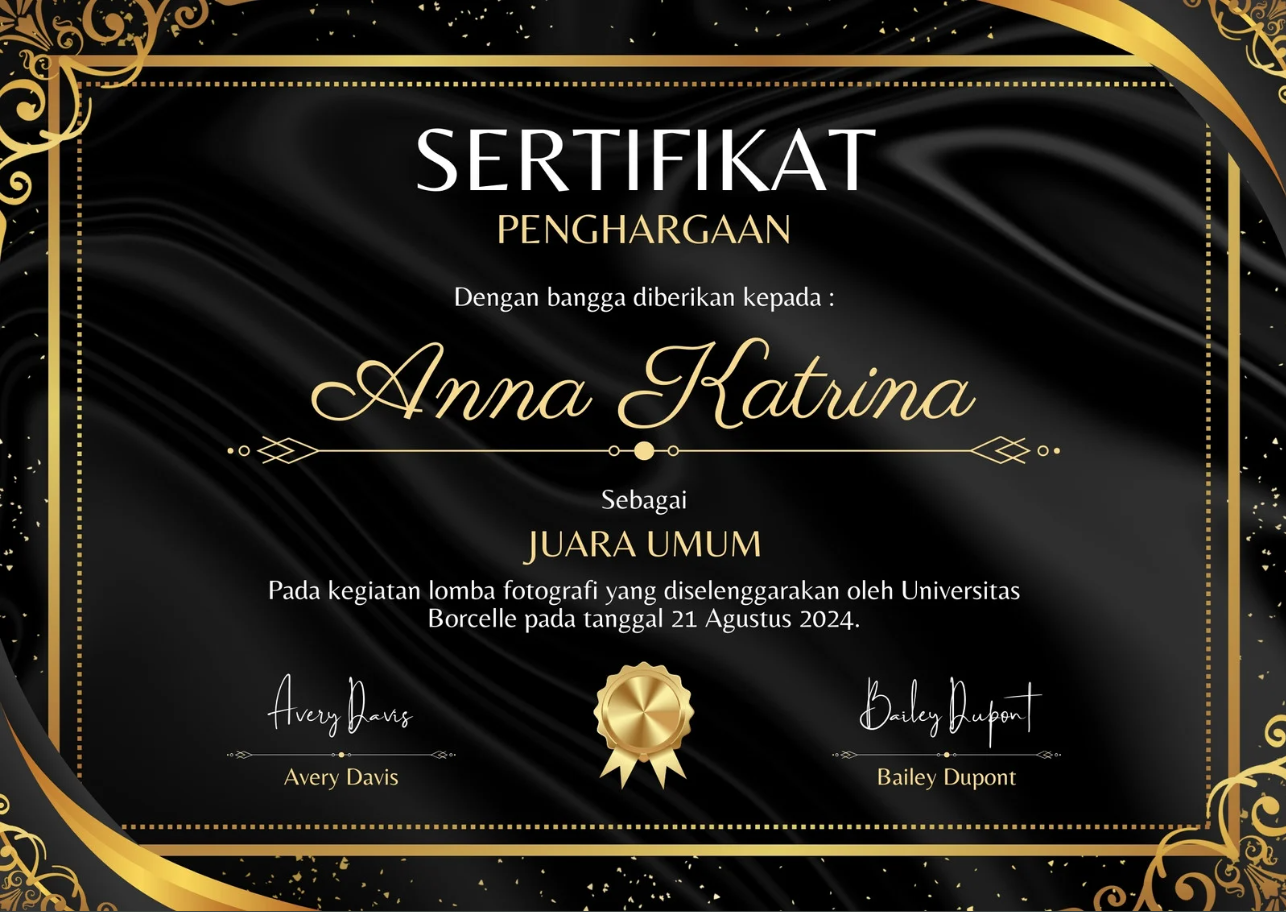 SERTIFIKAT
PENGHARGAAN
Dengan bangga diberikan kepada :
Anna Katrina
Sebagai
JUARA UMUM
Pada kegiatan lomba fotografi yang diselenggarakan oleh Universitas
Borcelle pada tanggal 21 Agustus 2024.
Avery Davis
Bailey Dupont
Avery Davis
Bailey Dupont